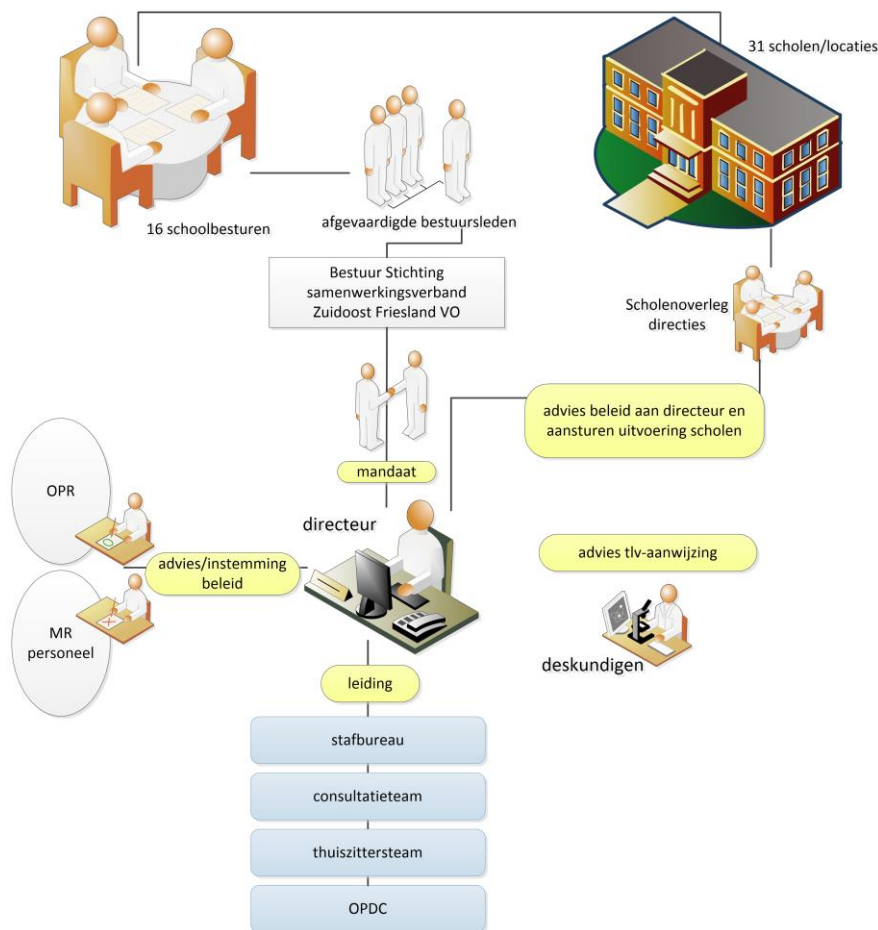 31 scholen/locaties
16 schoolbesturen
afgevaardigde bestuursleden
Bestuur Stichting
samenwerkingsverband
Zuidoost Friesland VO
Scholenoverleg
directies
advies beleid aan directeur en
aansturen uitvoering scholen
mandaat
OPR
directeur
advies/instemming
beleid
advies tlv-aanwijzing
MR
personeel
deskundigen
leiding
stafbureau
consultatieteam
thuiszittersteam
OPDC